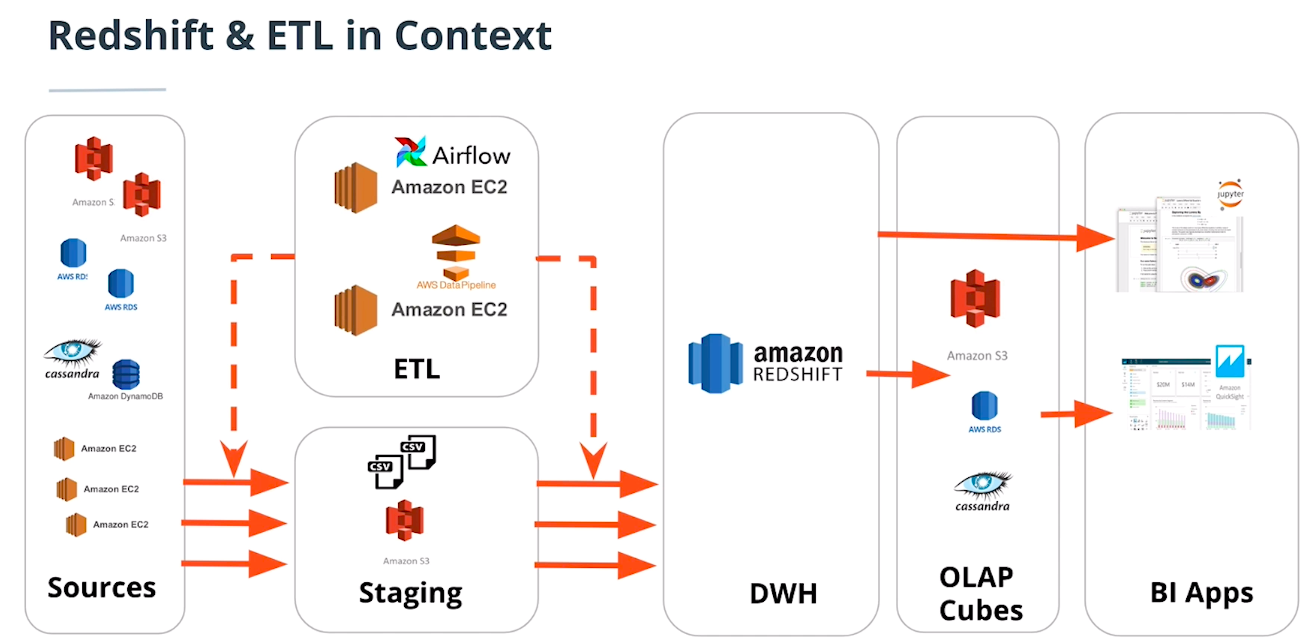 Redshift & ETL in Context
Amazon S
Amazon S3
AWS RDS
AWS RDS
cassandra
Amazon DynamoDB
Amazon EC2
Amazon EC2
Amazon EC2
Sources
Airflow
Amazon EC2
AWS Data Pipeline
Amazon EC2
ETL
CSV
CSV
Amazon S3
Staging
amazon
REDSHIFT
DWH
Amazon S3
AWS RDS
cassandra
OLAP
Cubes
jupyter
$20M
$14M
Amazon
QuickSight
BI Apps